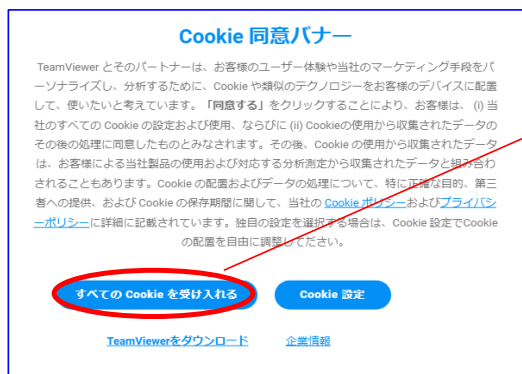 Cookie 同意バナー
TeamViewer とそのパートナーは、お客様のユーザー体験や当社のマーケティング手段をパ
ーソナライズし、分析するために、Cookie や類似のテクノロジーをお客様のデバイスに配置
して、使いたいと考えています。「同意する」をクリックすることにより、お客様は、 (i) 当
社のすべての Cookie の設定および使用、ならびに (ii) Cookieの使用から収集されたデータの
その後の処理に同意したものとみなされます。その後、Cookie の使用から収集されたデータ
は、お客様による当社製品の使用および対応する分析測定から収集されたデータと組み合わ
されることもあります。Cookie の配置およびデータの処理について、特に正確な目的、第三
者への提供、および Cookie の保存期間に関して、当社の Cookie ポリシーおよびプライバシ
ーポリシーに詳細に記載されています。独自の設定を選択する場合は、Cookie 設定でCookie
の配置を自由に調整してださい。
すべての Cookie を受け入れる Cookie 設定
TeamViewerをダウンロード 企業情報